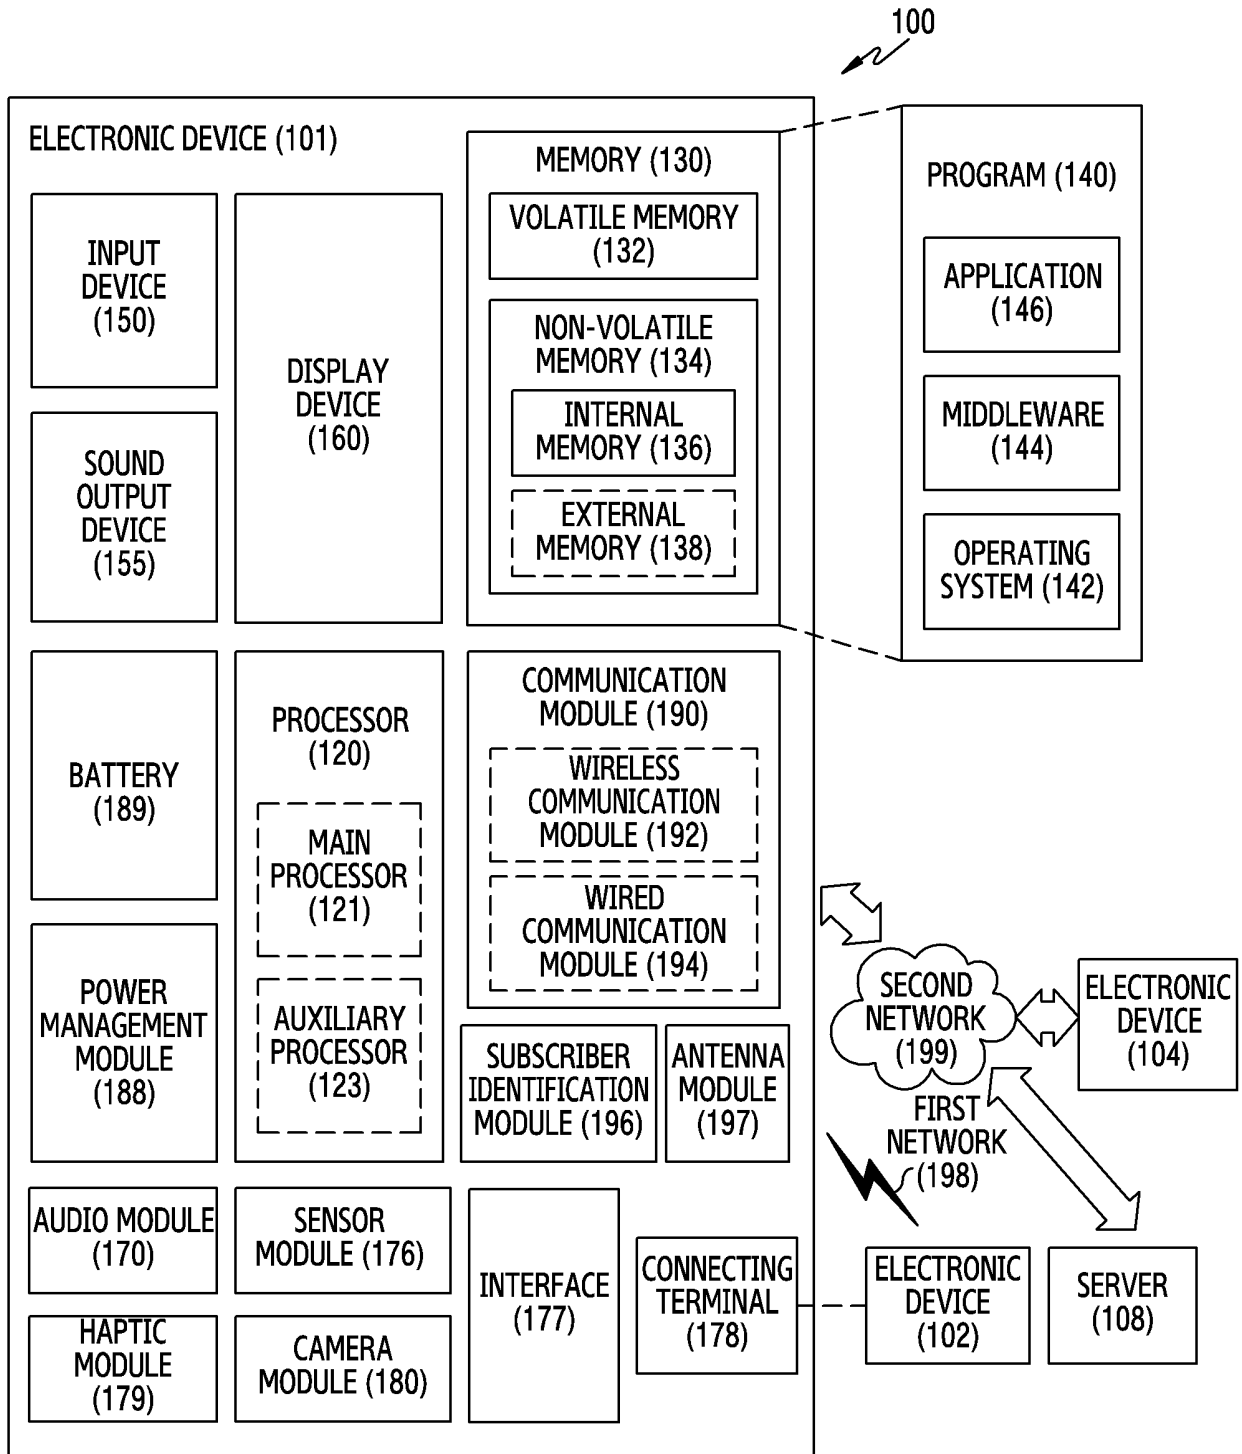 100
ELECTRONIC DEVICE (101)
INPUT
DEVICE
(150)
DISPLAY
DEVICE
(160)
MEMORY (130)
VOLATILE MEMORY
(132)
NON-VOLATILE
MEMORY (134)
INTERNAL
MEMORY (136)
EXTERNAL
MEMORY (138)
PROGRAM (140)
APPLICATION
(146)
MIDDLEWARE
(144)
OPERATING
SYSTEM (142)
SOUND
OUTPUT
DEVICE
(155)
BATTERY
(189)
PROCESSOR
(120)
MAIN
PROCESSOR
(121)
AUXILIARY
PROCESSOR
(123)
COMMUNICATION
MODULE (190)
WIRELESS
COMMUNICATION
MODULE (192)
WIRED
COMMUNICATION
MODULE (194)
POWER
MANAGEMENT
MODULE
(188)
SUBSCRIBER
IDENTIFICATION
MODULE (196)
ANTENNA
MODULE
(197)
SECOND
NETWORK
(199)
ELECTRONIC
DEVICE
(104)
FIRST
NETWORK
(198)
AUDIO MODULE
(170)
SENSOR
MODULE (176)
INTERFACE
(177)
CONNECTING
TERMINAL
(178)
ELECTRONIC
DEVICE
(102)
SERVER
(108)
HAPTIC
MODULE
(179)
CAMERA
MODULE (180)